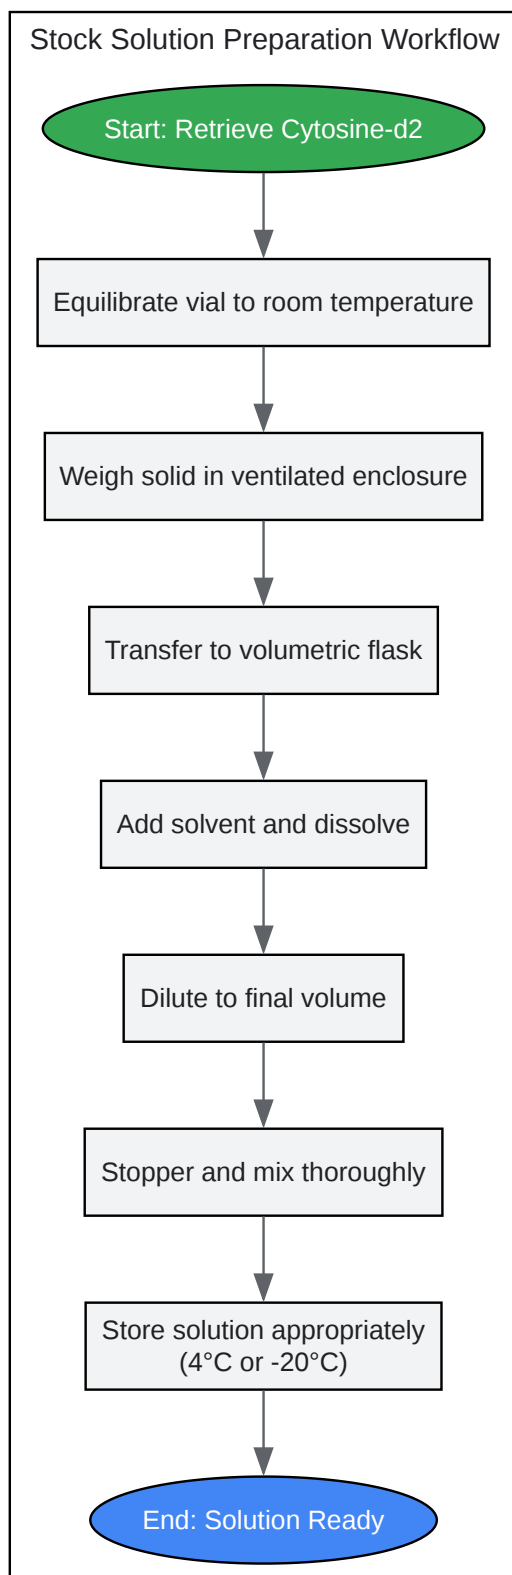 Stock Solution Preparation Workflow
Start: Retrieve Cytosine-d2
Equilibrate vial to room temperature
Weigh solid in ventilated enclosure
Transfer to volumetric flask
Add solvent and dissolve
Dilute to final volume
Stopper and mix thoroughly
Store solution appropriately
(4°C or -20°C)
End: Solution Ready